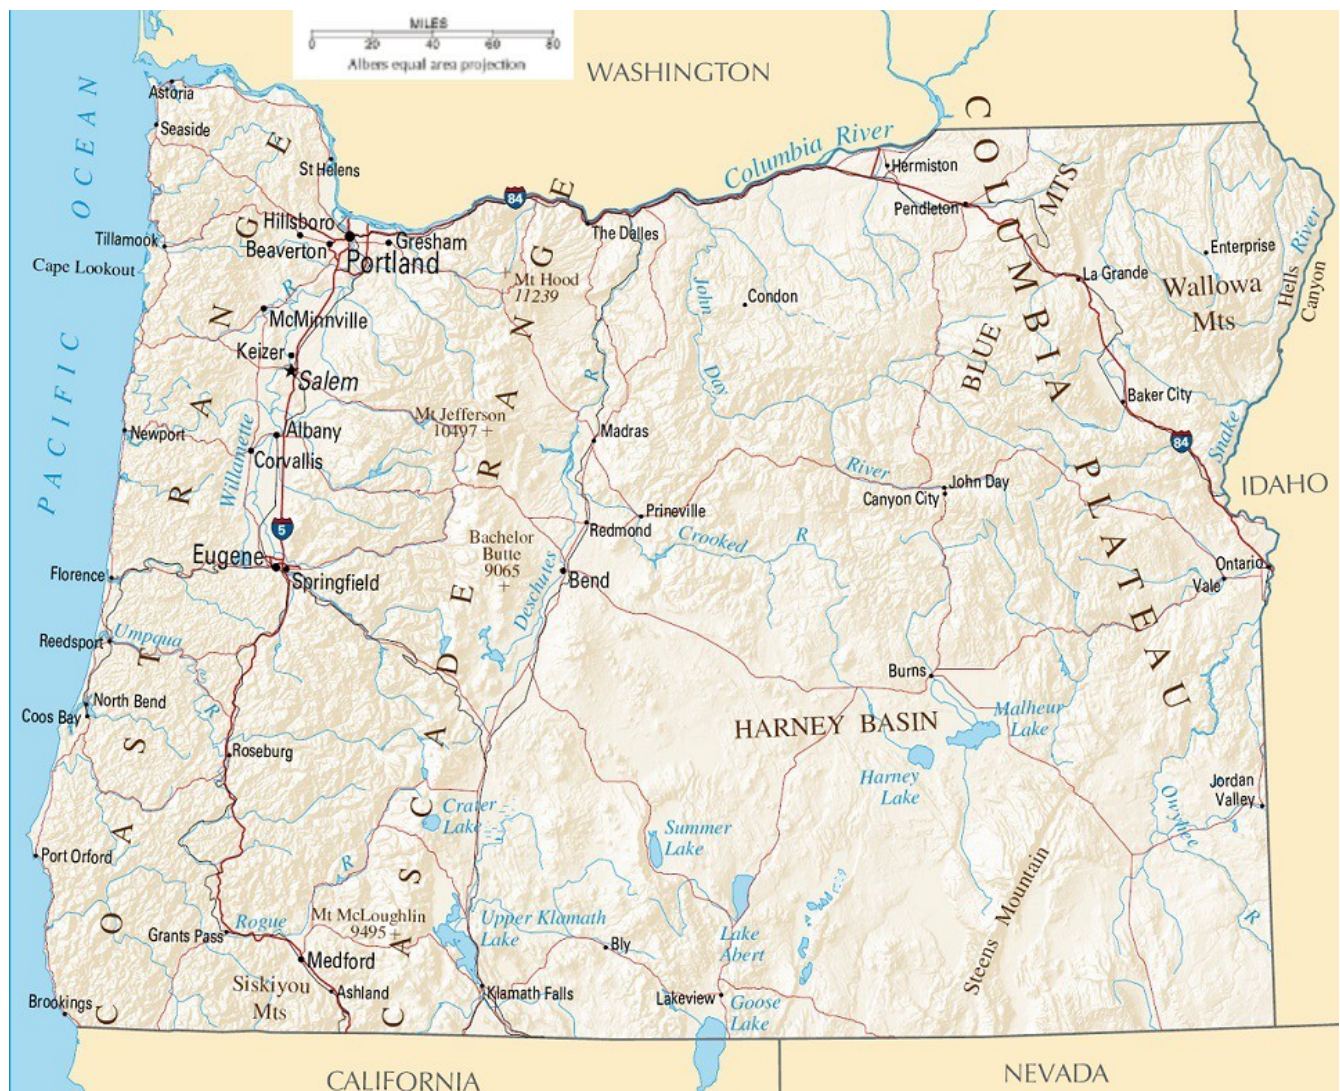 MILES
0 20 40 60 80
Albers equal area projection
WASHINGTON
PACIFIC OCEAN
COLUMBIA PLATEAU
COAST RANGE
CASCADE RANGE
Astoria
Seaside
St Helens
Columbia River
Hermiston
Pendleton
BLUE MTS
84
The Dalles
Hillsboro
Beaverton
Portland
Gresham
Tillamook
Cape Lookout
Mt Hood
11239
John Day
River
Condon
La Grande
Enterprise
Wallowa
Mts
Hells
Canyon
Snake River
McMinnville
Keizer
Salem
Willamette R
Mt Jefferson
10497
Baker City
84
Newport
Albany
Corvallis
Madras
IDAHO
John Day
Canyon City
Prineville
Redmond
Crooked R
5
Eugene
Springfield
Bachelor
Butte
9065
Bend
Deschutes R
Florence
Ontario
Vale
Reedsport
Umpqua R
Burns
North Bend
Coos Bay
HARNEY BASIN
Malheur
Lake
Roseburg
Harney
Lake
Jordan
Valley
Owyhee R
Crater
Lake
Summer
Lake
Port Orford
Steens Mountain
Rogue R
Grants Pass
Mt McLoughlin
9495
Upper Klamath
Lake
Bly
Lake
Abert
Medford
Siskiyou
Mts
Ashland
Klamath Falls
Lakeview
Goose
Lake
Brookings
CALIFORNIA
NEVADA